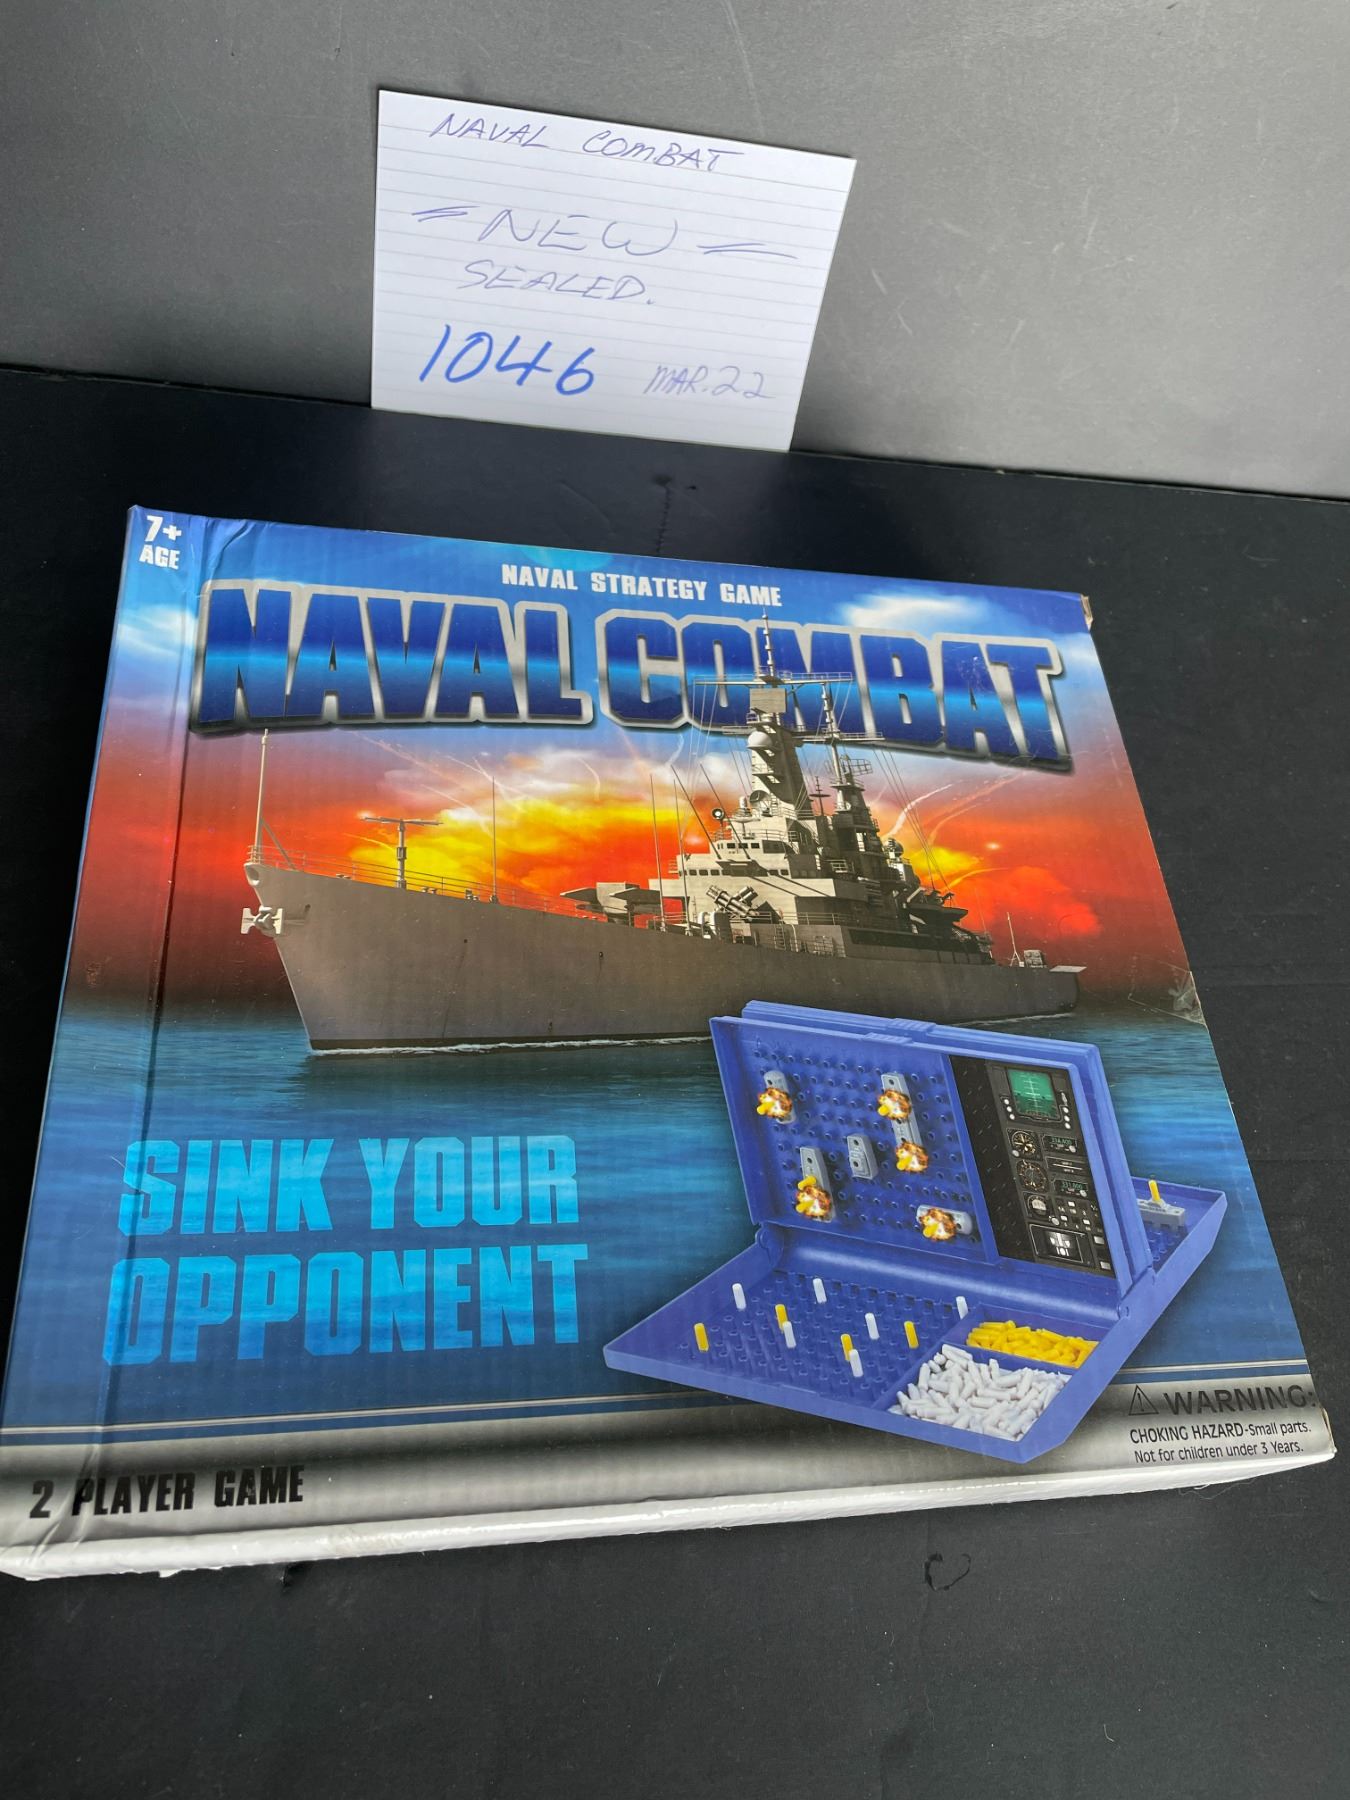 NAVAL COMBAT
= NEW =
SEALED.
1046 MAR.22
7+
AGE
NAVAL STRATEGY GAME
NAVAL COMBAT
SINK YOUR
OPPONENT
WARNING:
CHOKING HAZARD-Small parts.
Not for children under 3 Years.
2 PLAYER GAME